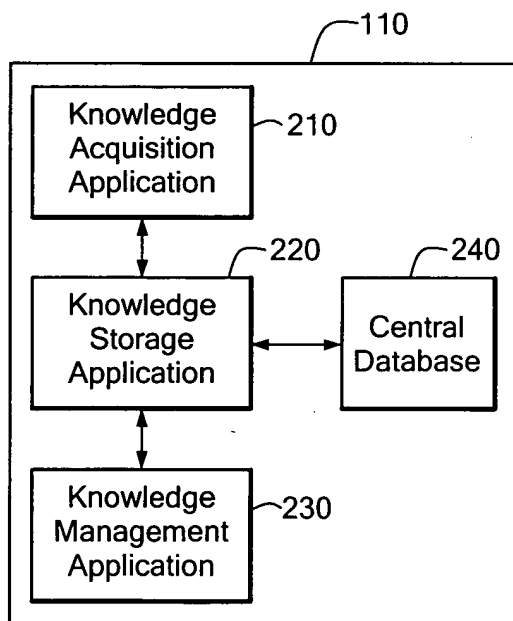 110
Knowledge
Acquisition
Application
210
Knowledge
Storage
Application
220
Central
Database
240
Knowledge
Management
Application
230